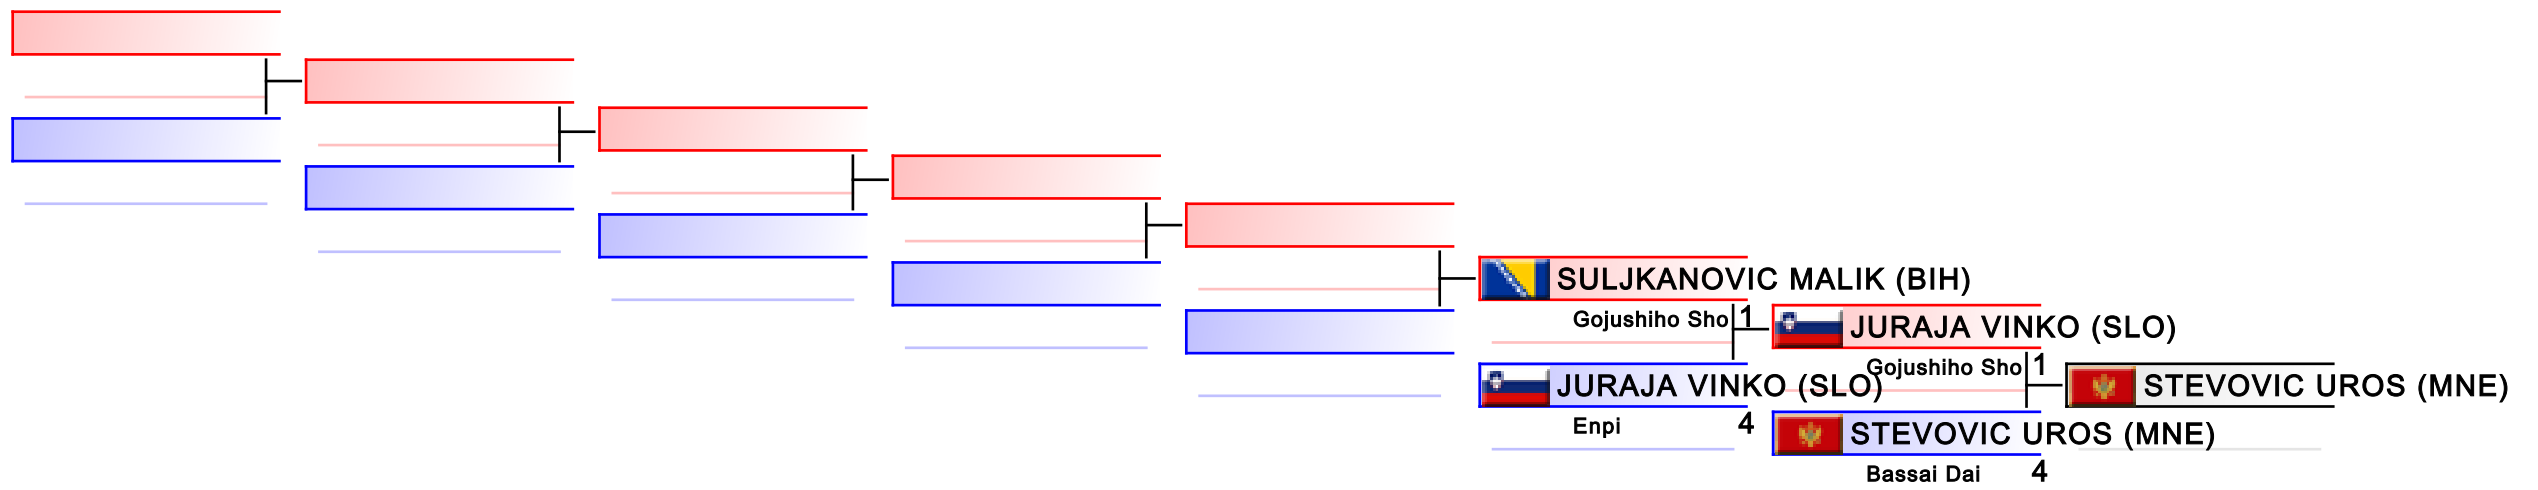 SULJKANOVIC MALIK (BIH)
Gojushiho Sho 1
JURAJA VINKO (SLO)
Enpi 4
JURAJA VINKO (SLO)
Gojushiho Sho 1
STEVOVIC UROS (MNE)
Bassai Dai 4
STEVOVIC UROS (MNE)